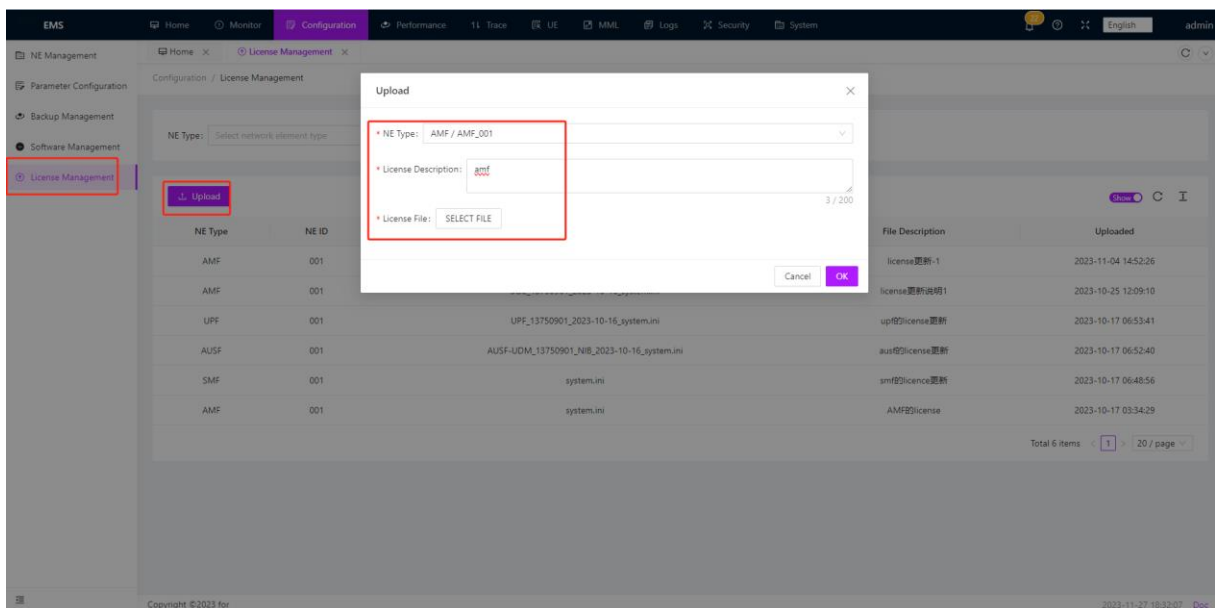 EMS Home Monitor Configuration Performance Trace UE MML Logs Security System 22 English admin
NE Management
Parameter Configuration
Backup Management
Software Management
License Management
Home License Management
Configuration / License Management
NE Type: Select network element type
Upload
Upload
* NE Type: AMF / AMF_001
* License Description: amf
3 / 200
* License File: SELECT FILE
Cancel OK
Show
NE Type NE ID File Description Uploaded
AMF 001 license更新-1 2023-11-04 14:52:26
AMF 001 license更新说明1 2023-10-25 12:09:10
UPF 001 UPF_13750901_2023-10-16_system.ini upf的license更新 2023-10-17 06:53:41
AUSF 001 AUSF-UDM_13750901_NIB_2023-10-16_system.ini ausf的license更新 2023-10-17 06:52:40
SMF 001 system.ini smf的licence更新 2023-10-17 06:48:56
AMF 001 system.ini AMF的license 2023-10-17 03:34:29
Total 6 items < 1 > 20 / page
Copyright ©2023 for 2023-11-27 18:32:07 Doc